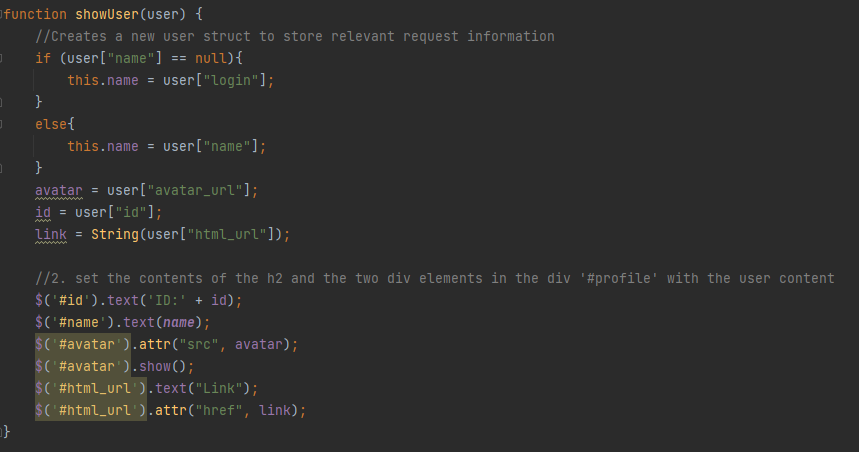 function showUser(user) {
    //Creates a new user struct to store relevant request information
    if (user["name"] == null){
        this.name = user["login"];
    }
    else{
        this.name = user["name"];
    }
    avatar = user["avatar_url"];
    id = user["id"];
    link = String(user["html_url"]);
    //2. set the contents of the h2 and the two div elements in the div '#profile' with the user content
    $('#id').text('ID:' + id);
    $('#name').text(name);
    $('#avatar').attr("src", avatar);
    $('#avatar').show();
    $('#html_url').text("Link");
    $('#html_url').attr("href", link);
}